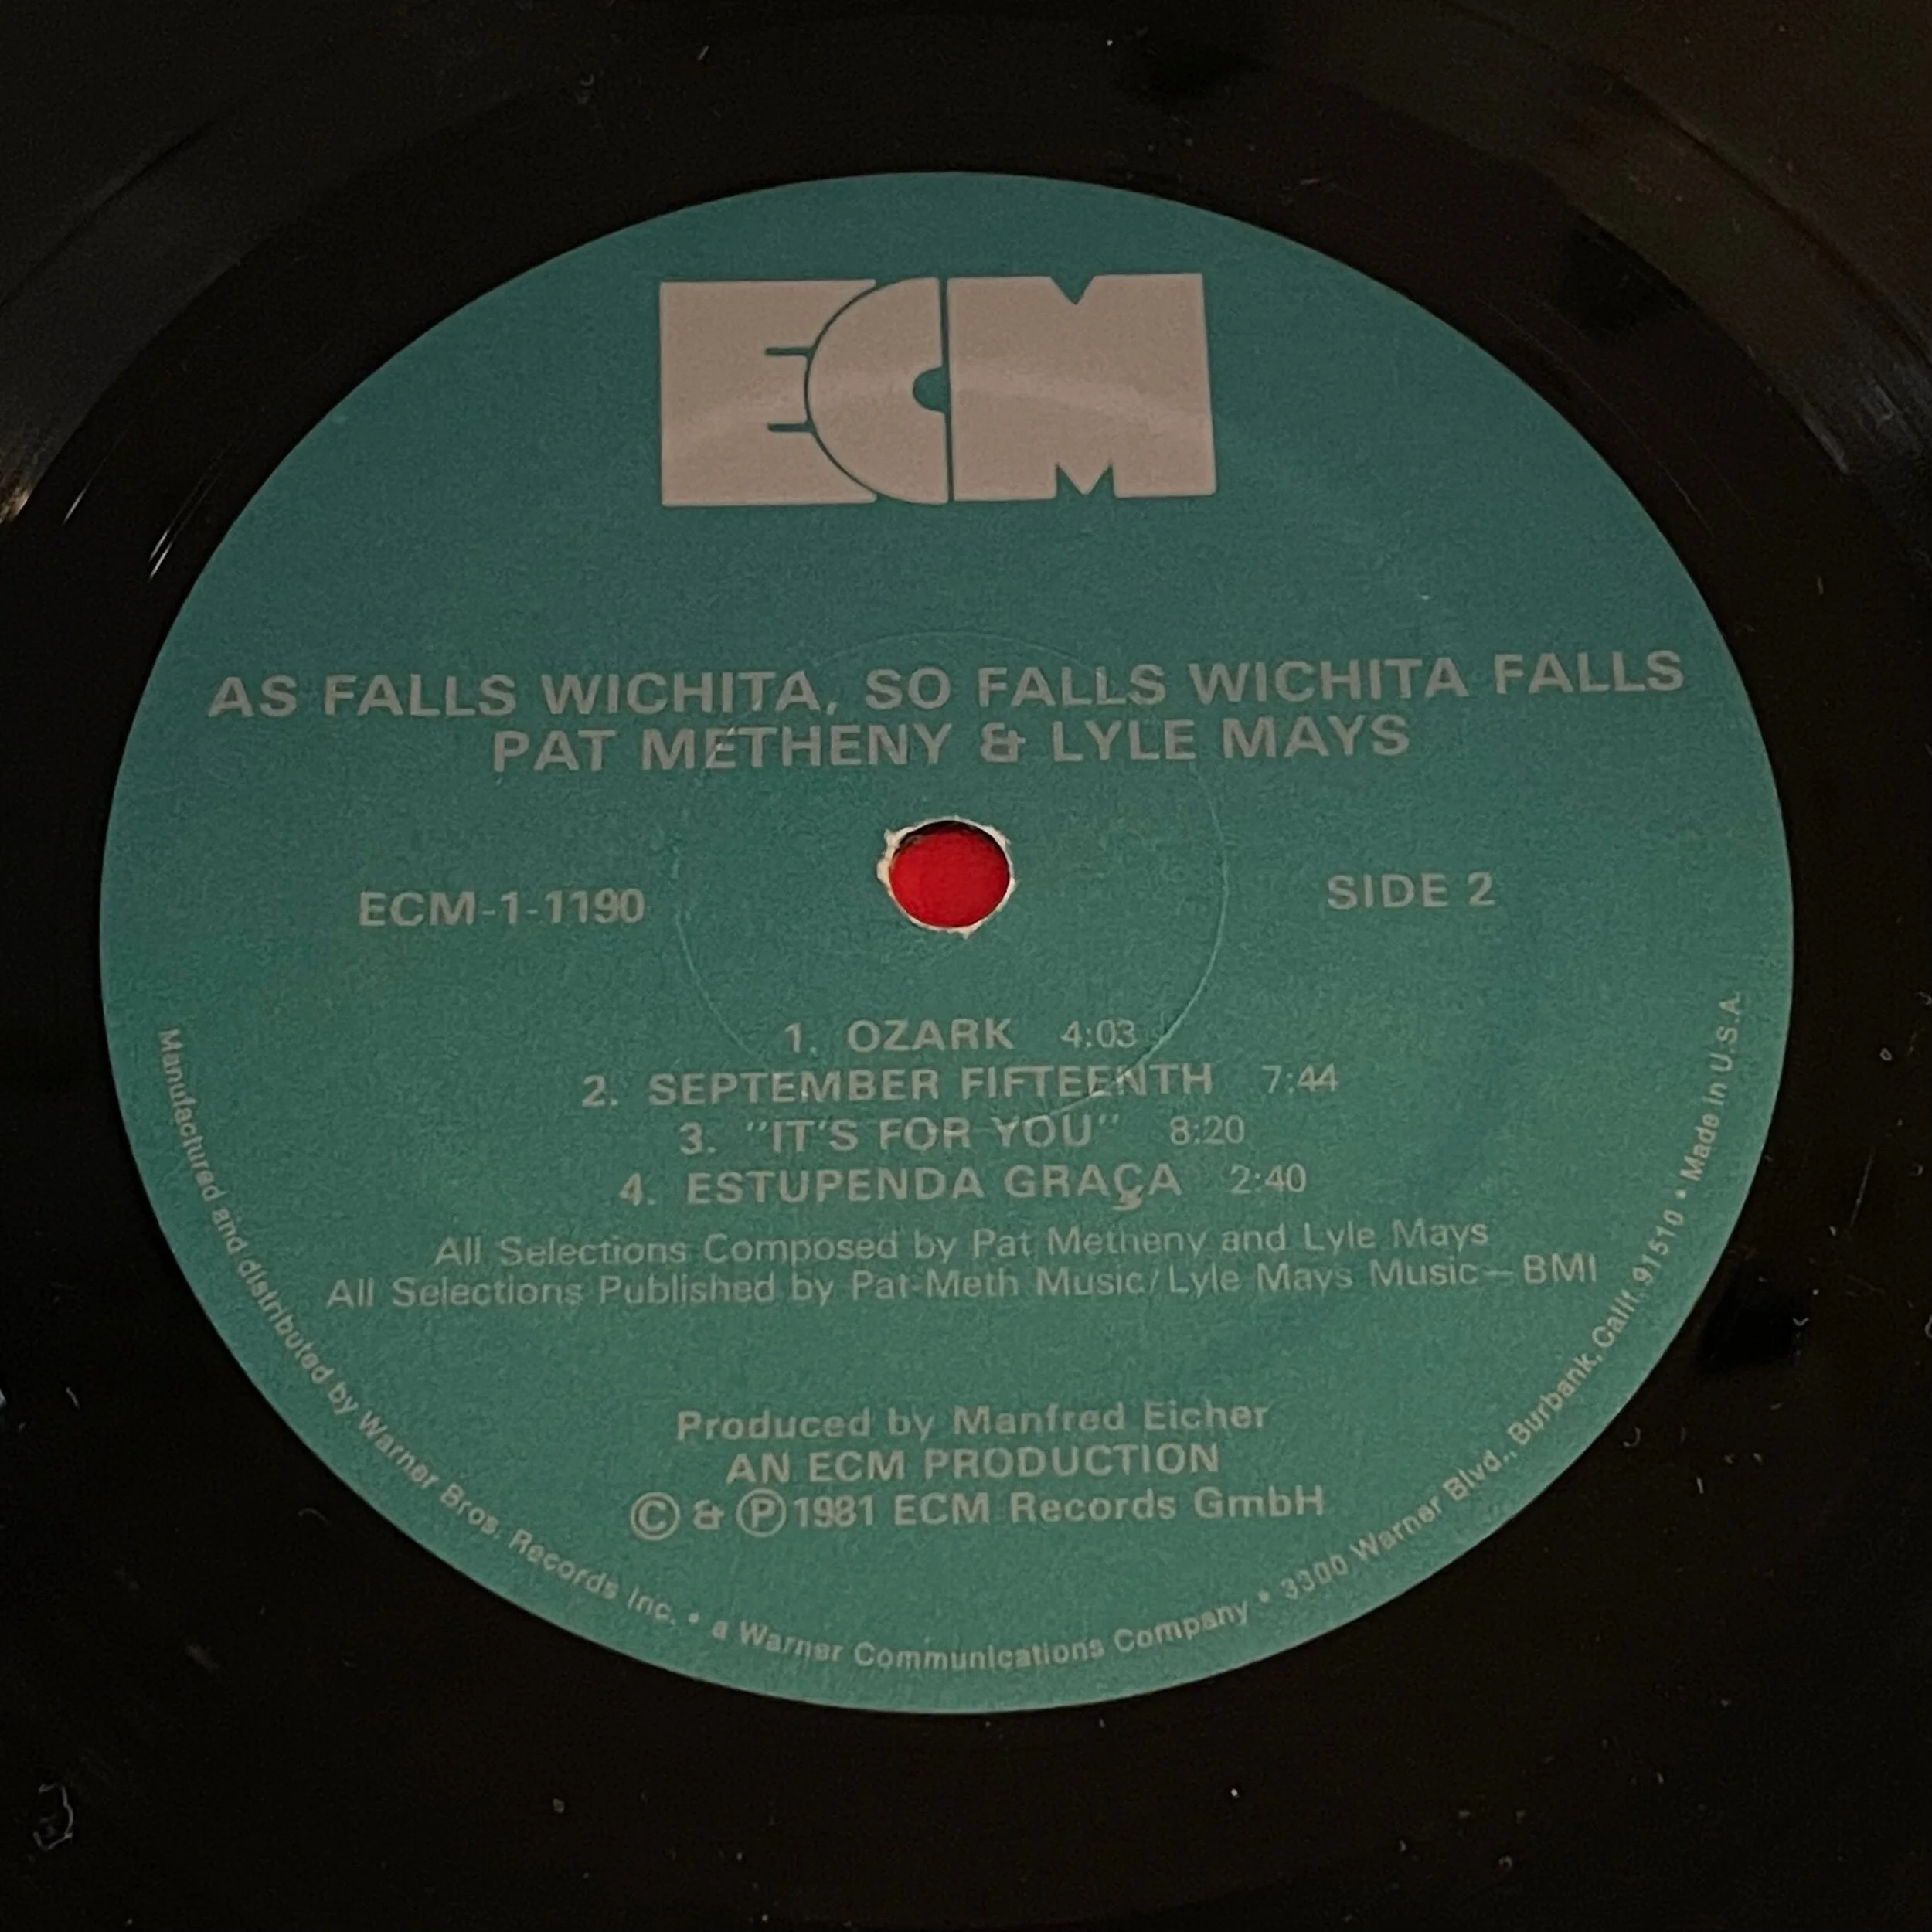 ECM
AS FALLS WICHITA, SO FALLS WICHITA FALLS
PAT METHENY & LYLE MAYS
ECM-1-1190
SIDE 2
1. OZARK 4:03
2. SEPTEMBER FIFTEENTH 7:44
3. "IT'S FOR YOU" 8:20
4. ESTUPENDA GRAÇA 2:40
All Selections Composed by Pat Metheny and Lyle Mays
All Selections Published by Pat-Meth Music/Lyle Mays Music—BMI
Produced by Manfred Eicher
AN ECM PRODUCTION
© & ℗ 1981 ECM Records GmbH
Manufactured and distributed by Warner Bros. Records Inc. • a Warner Communications Company • 3300 Warner Blvd., Burbank, Calif. 91510 • Made in U.S.A.